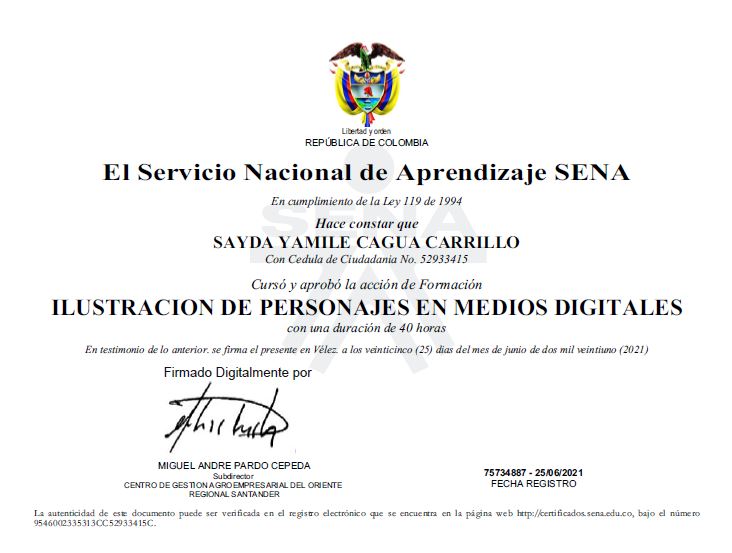 Libertad y orden
REPÚBLICA DE COLOMBIA
El Servicio Nacional de Aprendizaje SENA
En cumplimiento de la Ley 119 de 1994
SENA
Hace constar que
SAYDA YAMILE CAGUA CARRILLO
Con Cedula de Ciudadania No. 52933415
Cursó y aprobó la acción de Formación
ILUSTRACION DE PERSONAJES EN MEDIOS DIGITALES
con una duración de 40 horas
En testimonio de lo anterior. se firma el presente en Vélez. a los veinticinco (25) dias del mes de junio de dos mil veintiuno (2021)
Firmado Digitalmente por
MIGUEL ANDRE PARDO CEPEDA
Subdirector
CENTRO DE GESTION AGROEMPRESARIAL DEL ORIENTE
REGIONAL SANTANDER
75734887 - 25/06/2021
FECHA REGISTRO
La autenticidad de este documento puede ser verificada en el registro electrónico que se encuentra en la página web http://certificados.sena.edu.co, bajo el número
9546002335313CC52933415C.